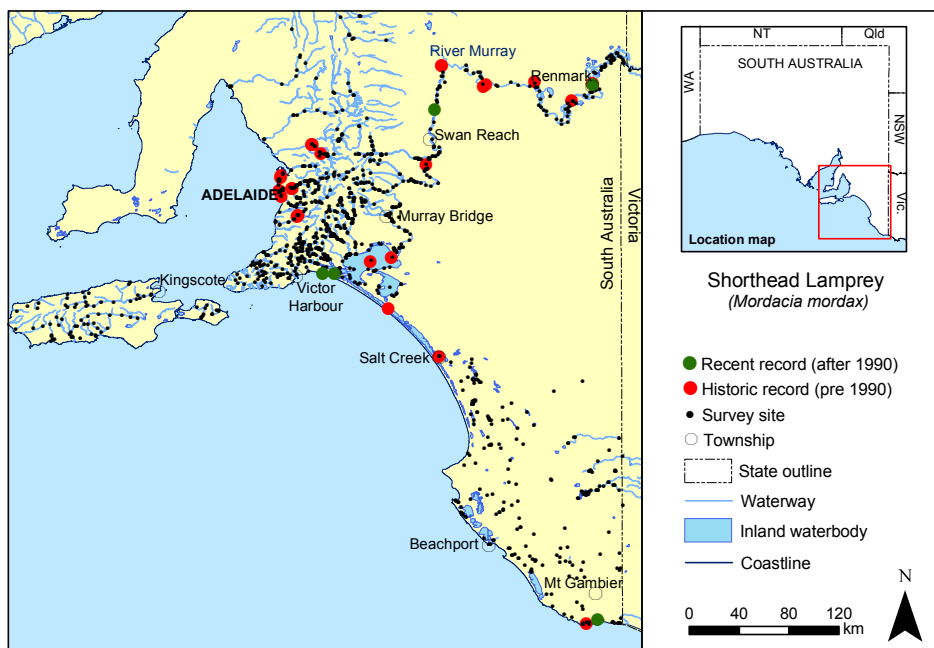 River Murray
Renmark
Swan Reach
ADELAIDE
Murray Bridge
South Australia
Victoria
Kingscote
Victor
Harbour
Salt Creek
Beachport
Mt Gambier
NT
Qld
SOUTH AUSTRALIA
WA
NSW
Vic.
Location map
Shorthead Lamprey
(Mordacia mordax)
Recent record (after 1990)
Historic record (pre 1990)
Survey site
Township
State outline
Waterway
Inland waterbody
Coastline
N
0 40 80 120
km